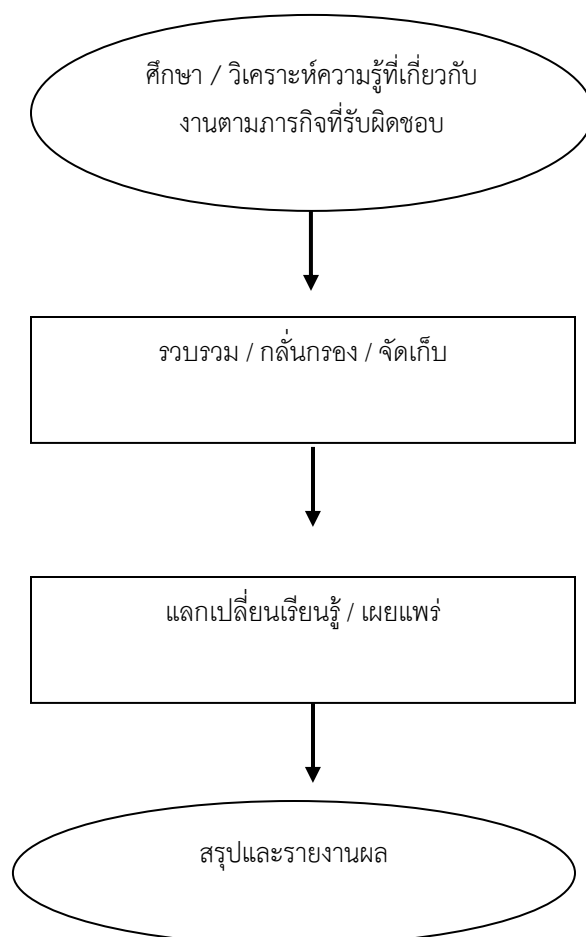 ศึกษา / วิเคราะห์ความรู้ที่เกี่ยวกับ
งานตามภารกิจที่รับผิดชอบ
รวบรวม / กลั่นกรอง / จัดเก็บ
แลกเปลี่ยนเรียนรู้ / เผยแพร่
สรุปและรายงานผล